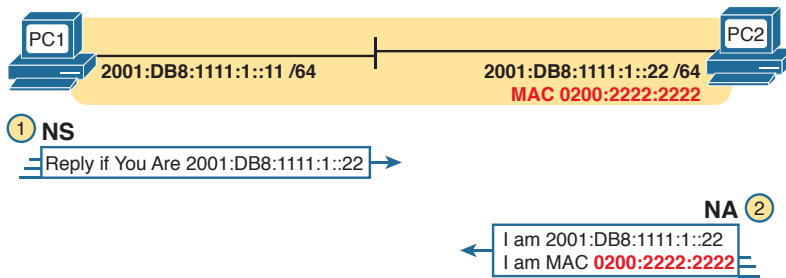 PC1
PC2
2001:DB8:1111:1::11 /64
2001:DB8:1111:1::22 /64
MAC 0200:2222:2222
1 NS
Reply if You Are 2001:DB8:1111:1::22
NA 2
I am 2001:DB8:1111:1::22
I am MAC 0200:2222:2222